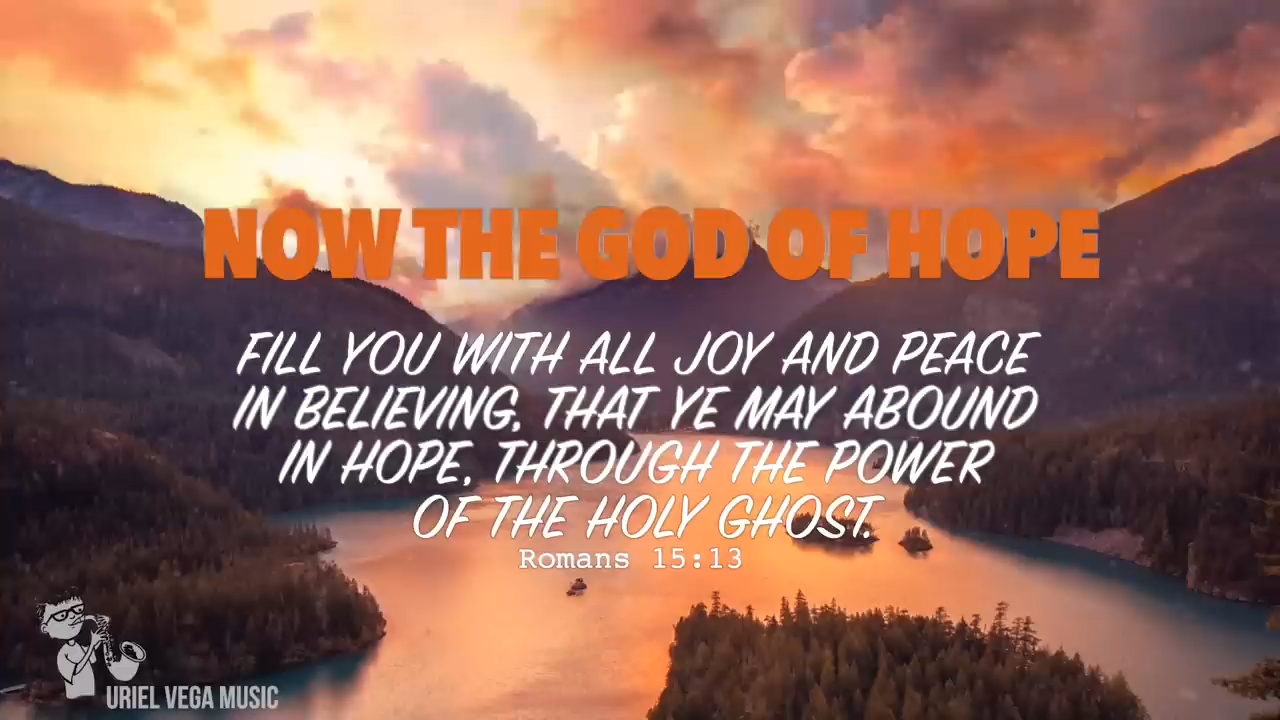 NOW THE GOD OF HOPE
FILL YOU WITH ALL JOY AND PEACE
IN BELIEVING, THAT YE MAY ABOUND
IN HOPE, THROUGH THE POWER
OF THE HOLY GHOST.
Romans 15:13
URIEL VEGA MUSIC